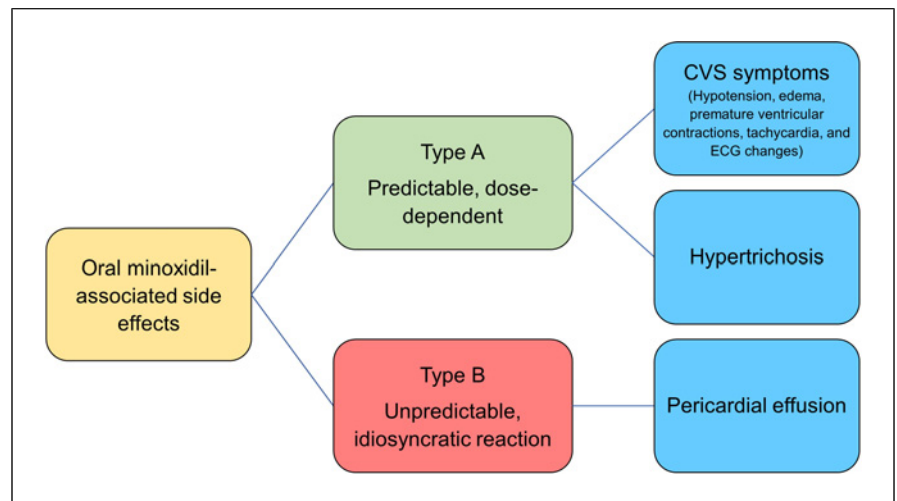 CVS symptoms
(Hypotension, edema,
premature ventricular
contractions, tachycardia, and
ECG changes)
Type A
Predictable, dose-
dependent
Hypertrichosis
Oral minoxidil-
associated side
effects
Type B
Unpredictable,
idiosyncratic reaction
Pericardial effusion